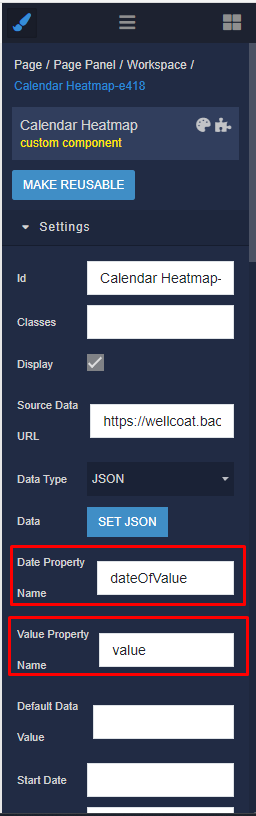 Page / Page Panel / Workspace /
Calendar Heatmap-e418
Calendar Heatmap
custom component
MAKE REUSABLE
Settings
Id
Calendar Heatmap-
Classes
Display
Source Data
URL
https://wellcoat.bac
Data Type
JSON
Data
SET JSON
Date Property
Name
dateOfValue
Value Property
Name
value
Default Data
Value
Start Date